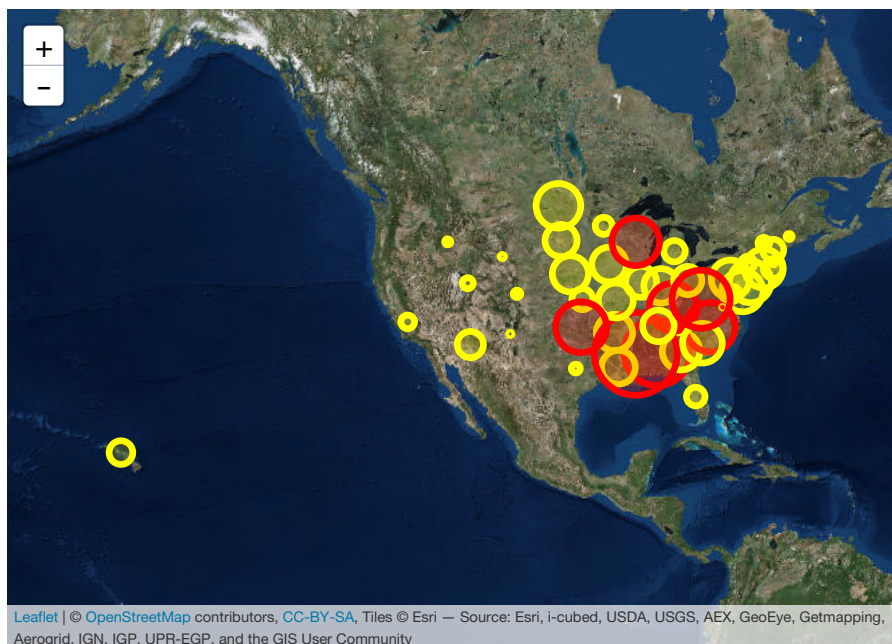 +
−
Leaflet | © OpenStreetMap contributors, CC-BY-SA, Tiles © Esri — Source: Esri, i-cubed, USDA, USGS, AEX, GeoEye, Getmapping,
Aerogrid, IGN, IGP, UPR-EGP, and the GIS User Community